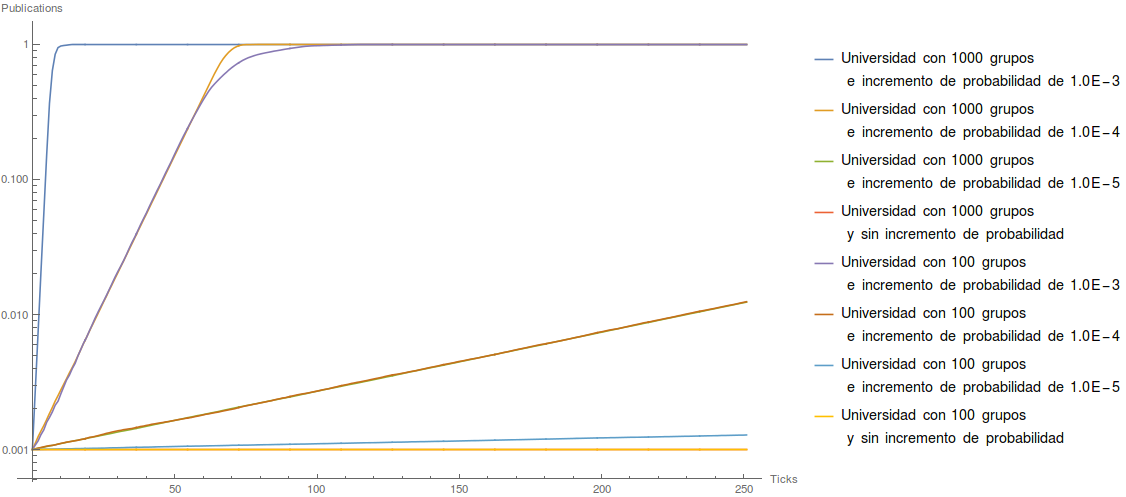 Publications
1
0.100
0.010
0.001
50
100
150
200
250
Ticks
Universidad con 1000 grupos
e incremento de probabilidad de 1.0E-3
Universidad con 1000 grupos
e incremento de probabilidad de 1.0E-4
Universidad con 1000 grupos
e incremento de probabilidad de 1.0E-5
Universidad con 1000 grupos
y sin incremento de probabilidad
Universidad con 100 grupos
e incremento de probabilidad de 1.0E-3
Universidad con 100 grupos
e incremento de probabilidad de 1.0E-4
Universidad con 100 grupos
e incremento de probabilidad de 1.0E-5
Universidad con 100 grupos
y sin incremento de probabilidad